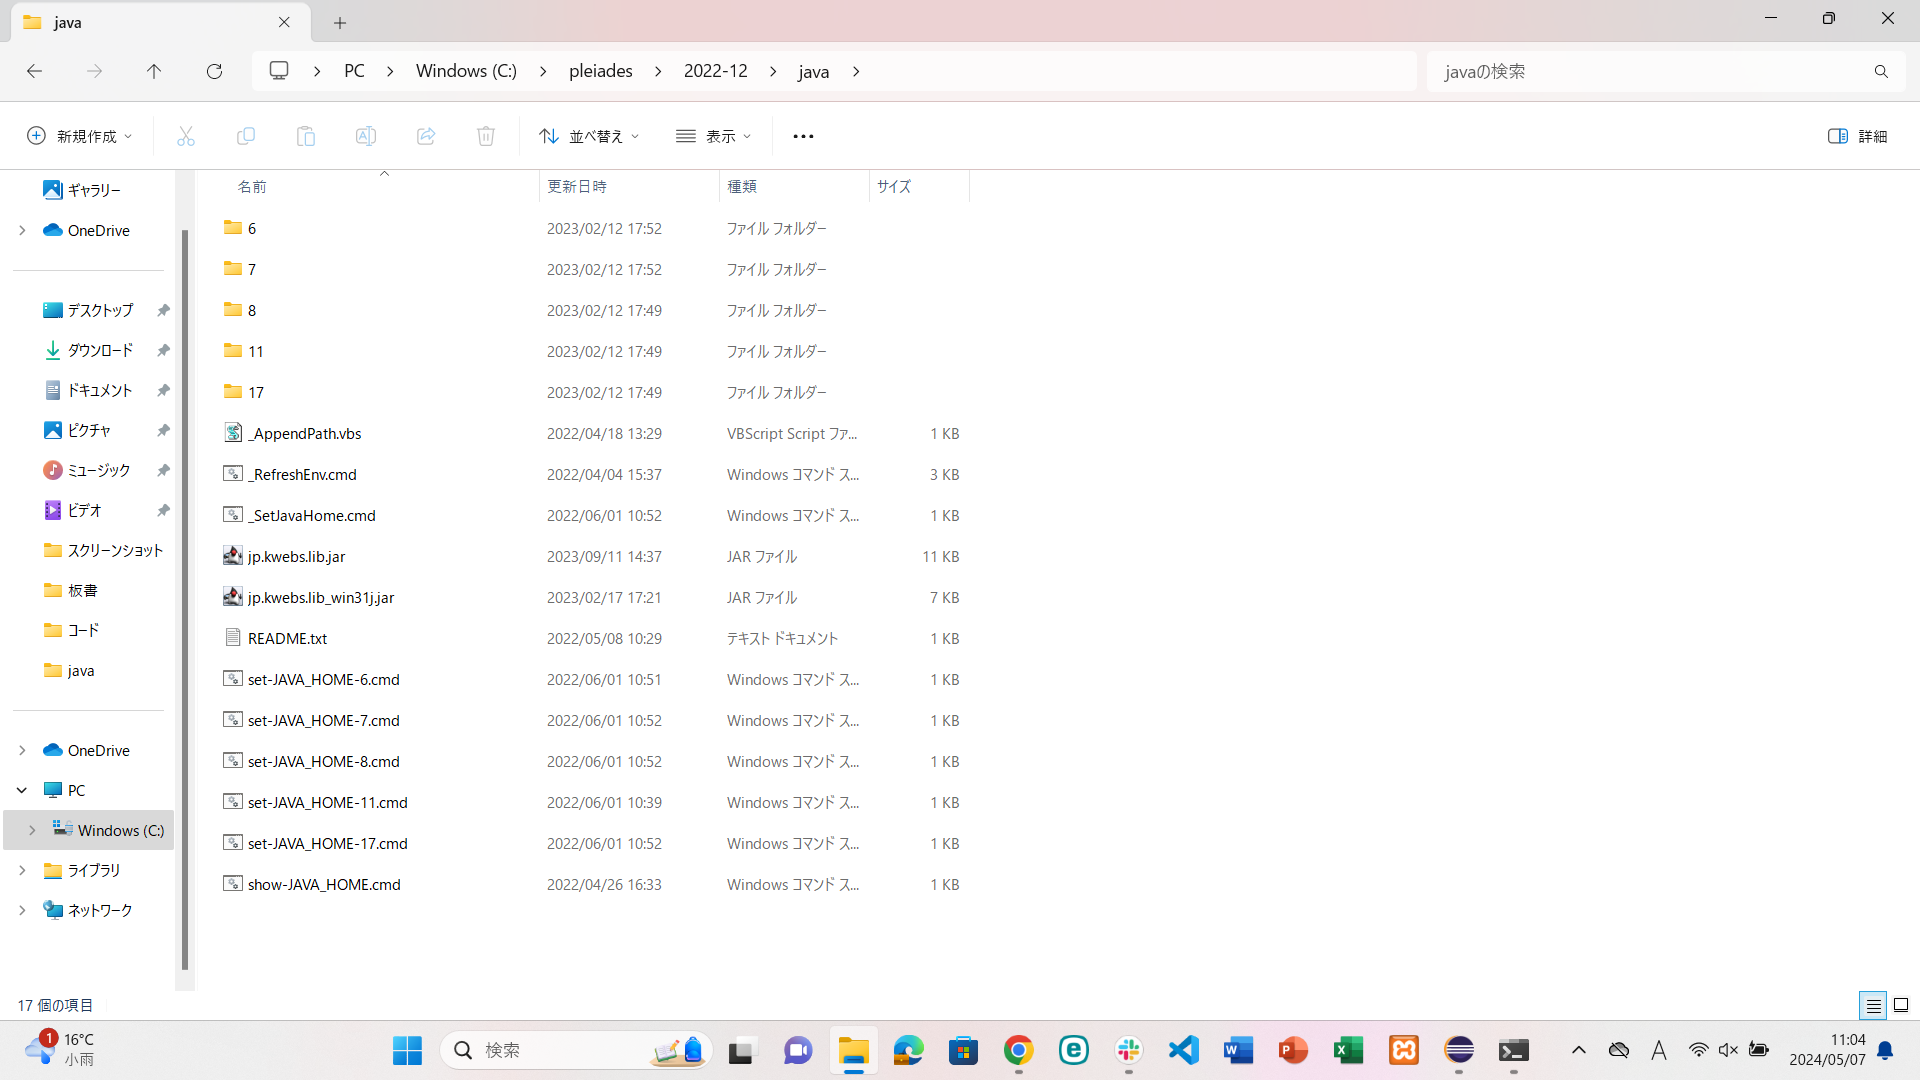 java
PC
Windows (C:)
pleiades
2022-12
java
javaの検索
新規作成
並べ替え
表示
詳細
名前
更新日時
種類
サイズ
ギャラリー
OneDrive
デスクトップ
ダウンロード
ドキュメント
ピクチャ
ミュージック
ビデオ
スクリーンショット
板書
コード
java
OneDrive
PC
Windows (C:)
ライブラリ
ネットワーク
6 2023/02/12 17:52 ファイル フォルダー
7 2023/02/12 17:52 ファイル フォルダー
8 2023/02/12 17:49 ファイル フォルダー
11 2023/02/12 17:49 ファイル フォルダー
17 2023/02/12 17:49 ファイル フォルダー
_AppendPath.vbs 2022/04/18 13:29 VBScript Script ファ... 1 KB
_RefreshEnv.cmd 2022/04/04 15:37 Windows コマンド ス... 3 KB
_SetJavaHome.cmd 2022/06/01 10:52 Windows コマンド ス... 1 KB
jp.kwebs.lib.jar 2023/09/11 14:37 JAR ファイル 11 KB
jp.kwebs.lib_win31j.jar 2023/02/17 17:21 JAR ファイル 7 KB
README.txt 2022/05/08 10:29 テキスト ドキュメント 1 KB
set-JAVA_HOME-6.cmd 2022/06/01 10:51 Windows コマンド ス... 1 KB
set-JAVA_HOME-7.cmd 2022/06/01 10:52 Windows コマンド ス... 1 KB
set-JAVA_HOME-8.cmd 2022/06/01 10:52 Windows コマンド ス... 1 KB
set-JAVA_HOME-11.cmd 2022/06/01 10:39 Windows コマンド ス... 1 KB
set-JAVA_HOME-17.cmd 2022/06/01 10:52 Windows コマンド ス... 1 KB
show-JAVA_HOME.cmd 2022/04/26 16:33 Windows コマンド ス... 1 KB
17 個の項目
1
16°C
小雨
検索
A
11:04
2024/05/07